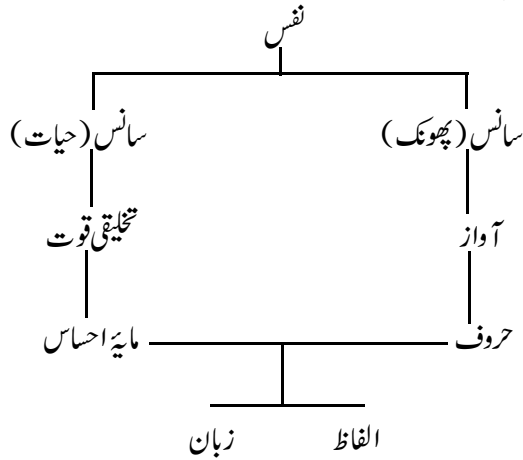 نفس
سانس (پھونک) سانس (حیات)
آواز تخلیقی قوت
حروف مایۂ احساس
الفاظ زبان